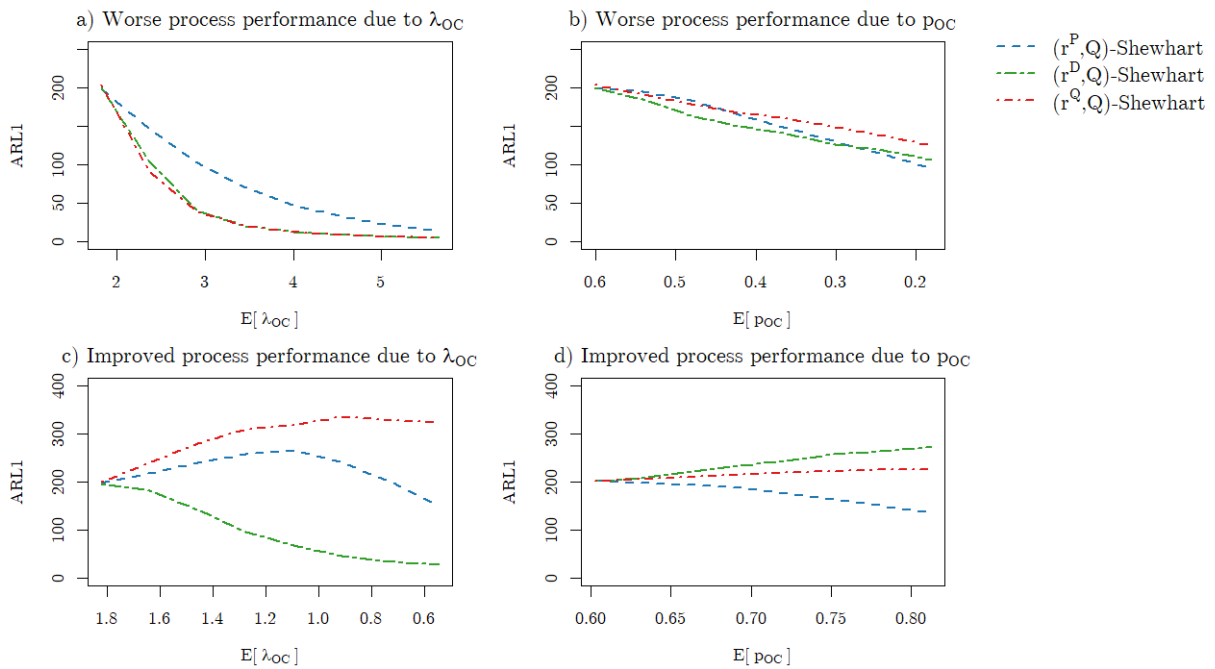 a) Worse process performance due to λOC
ARL1
200
100
50
0
2
3
4
5
E[ λOC ]
b) Worse process performance due to pOC
ARL1
200
100
50
0
0.6
0.5
0.4
0.3
0.2
E[ pOC ]
(r^P,Q)-Shewhart
(r^D,Q)-Shewhart
(r^Q,Q)-Shewhart
c) Improved process performance due to λOC
ARL1
400
300
200
100
0
1.8
1.6
1.4
1.2
1.0
0.8
0.6
E[ λOC ]
d) Improved process performance due to pOC
ARL1
400
300
200
100
0
0.60
0.65
0.70
0.75
0.80
E[ pOC ]